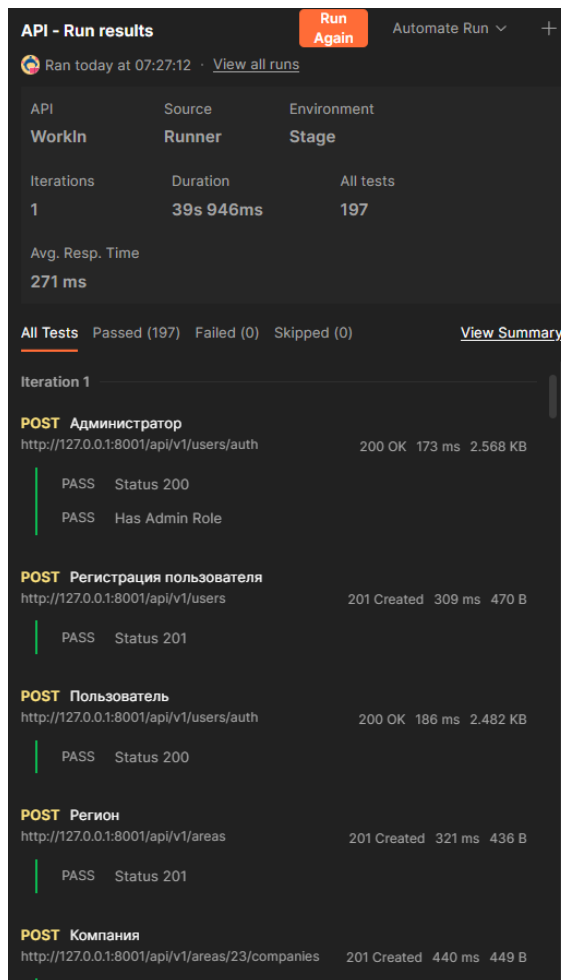 API - Run results
Run Again
Automate Run
Ran today at 07:27:12 · View all runs
API Source Environment
WorkIn Runner Stage
Iterations Duration All tests
1 39s 946ms 197
Avg. Resp. Time
271 ms
All Tests Passed (197) Failed (0) Skipped (0) View Summary
Iteration 1
POST Администратор
http://127.0.0.1:8001/api/v1/users/auth 200 OK 173 ms 2.568 KB
PASS Status 200
PASS Has Admin Role
POST Регистрация пользователя
http://127.0.0.1:8001/api/v1/users 201 Created 309 ms 470 B
PASS Status 201
POST Пользователь
http://127.0.0.1:8001/api/v1/users/auth 200 OK 186 ms 2.482 KB
PASS Status 200
POST Регион
http://127.0.0.1:8001/api/v1/areas 201 Created 321 ms 436 B
PASS Status 201
POST Компания
http://127.0.0.1:8001/api/v1/areas/23/companies 201 Created 440 ms 449 B